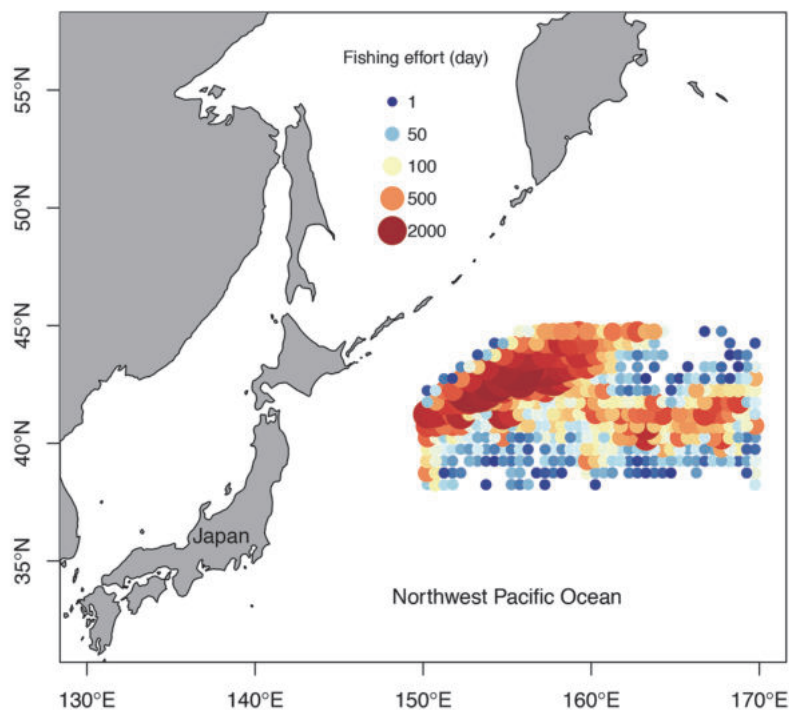 Fishing effort (day)
1
50
100
500
2000
55°N
50°N
45°N
40°N
35°N
Japan
Northwest Pacific Ocean
130°E 140°E 150°E 160°E 170°E